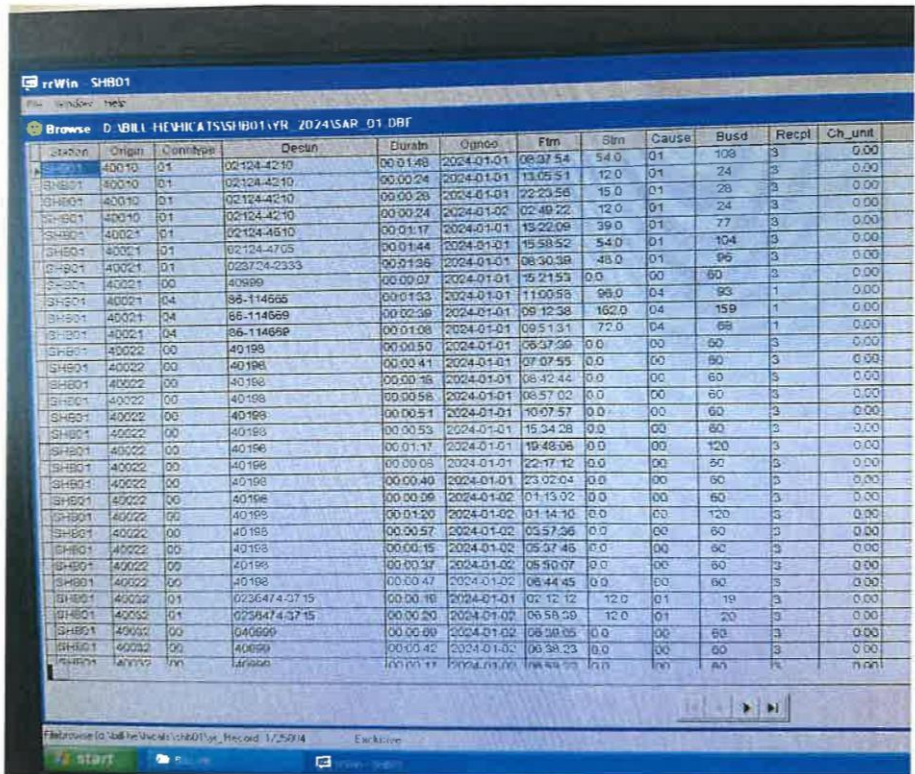 rrWin - SHB01
File Window Help
Browse D:\BILL-HE\HICATS\SHB01\YR_2024\SAR_01.DBF
Station Origin Conntype Destin Duratn Ogndt Ftm Stm Cause Busd Recpl Ch_unit
SHB01 40010 01 02124-4210 00:01:48 2024-01-01 08:37:54 54.0 01 108 3 0.00
SHB01 40010 01 02124-4210 00:00:24 2024-01-01 13:05:51 12.0 01 24 3 0.00
SHB01 40010 01 02124-4210 00:00:28 2024-01-01 22:23:56 15.0 01 28 3 0.00
SHB01 40010 01 02124-4210 00:00:24 2024-01-02 02:49:22 12.0 01 24 3 0.00
SHB01 40021 01 02124-4610 00:01:17 2024-01-01 13:22:09 39.0 01 77 3 0.00
SHB01 40021 01 02124-4705 00:01:44 2024-01-01 15:58:52 54.0 01 104 3 0.00
SHB01 40021 01 023724-2333 00:01:36 2024-01-01 08:30:39 48.0 01 96 3 0.00
SHB01 40021 00 40999 00:00:07 2024-01-01 15:21:53 0.0 00 60 3 0.00
SHB01 40021 04 86-114665 00:01:33 2024-01-01 11:00:58 96.0 04 93 1 0.00
SHB01 40021 04 86-114669 00:02:39 2024-01-01 09:12:38 162.0 04 159 1 0.00
SHB01 40021 04 86-114669 00:01:08 2024-01-01 09:51:31 72.0 04 68 1 0.00
SHB01 40022 00 40198 00:00:50 2024-01-01 06:37:39 0.0 00 60 3 0.00
SHB01 40022 00 40198 00:00:41 2024-01-01 07:07:55 0.0 00 60 3 0.00
SHB01 40022 00 40198 00:00:18 2024-01-01 08:42:44 0.0 00 60 3 0.00
SHB01 40022 00 40198 00:00:58 2024-01-01 08:57:02 0.0 00 60 3 0.00
SHB01 40022 00 40198 00:00:51 2024-01-01 10:07:57 0.0 00 60 3 0.00
SHB01 40022 00 40198 00:00:53 2024-01-01 15:34:28 0.0 00 60 3 0.00
SHB01 40022 00 40198 00:01:17 2024-01-01 19:48:06 0.0 00 120 3 0.00
SHB01 40022 00 40198 00:00:06 2024-01-01 22:17:12 0.0 00 60 3 0.00
SHB01 40022 00 40198 00:00:40 2024-01-01 23:02:04 0.0 00 60 3 0.00
SHB01 40022 00 40198 00:00:09 2024-01-02 01:13:02 0.0 00 60 3 0.00
SHB01 40022 00 40198 00:01:20 2024-01-02 01:14:10 0.0 00 120 3 0.00
SHB01 40022 00 40198 00:00:57 2024-01-02 03:57:36 0.0 00 60 3 0.00
SHB01 40022 00 40198 00:00:15 2024-01-02 05:37:46 0.0 00 60 3 0.00
SHB01 40022 00 40198 00:00:37 2024-01-02 05:50:07 0.0 00 60 3 0.00
SHB01 40022 00 40198 00:00:47 2024-01-02 06:44:45 0.0 00 60 3 0.00
SHB01 40032 01 0236474-3715 00:00:19 2024-01-01 02:12:12 12.0 01 19 3 0.00
SHB01 40032 01 0236474-3715 00:00:20 2024-01-02 06:58:39 12.0 01 20 3 0.00
SHB01 40032 00 040999 00:00:09 2024-01-02 06:39:05 0.0 00 60 3 0.00
SHB01 40032 00 40099 00:00:42 2024-01-02 06:38:23 0.0 00 60 3 0.00
SHB01 40032 00 2024-01-02 0.0 00 60 3 0.00
Record: 1/25004 Exclusive
start
rrWin - SHB01